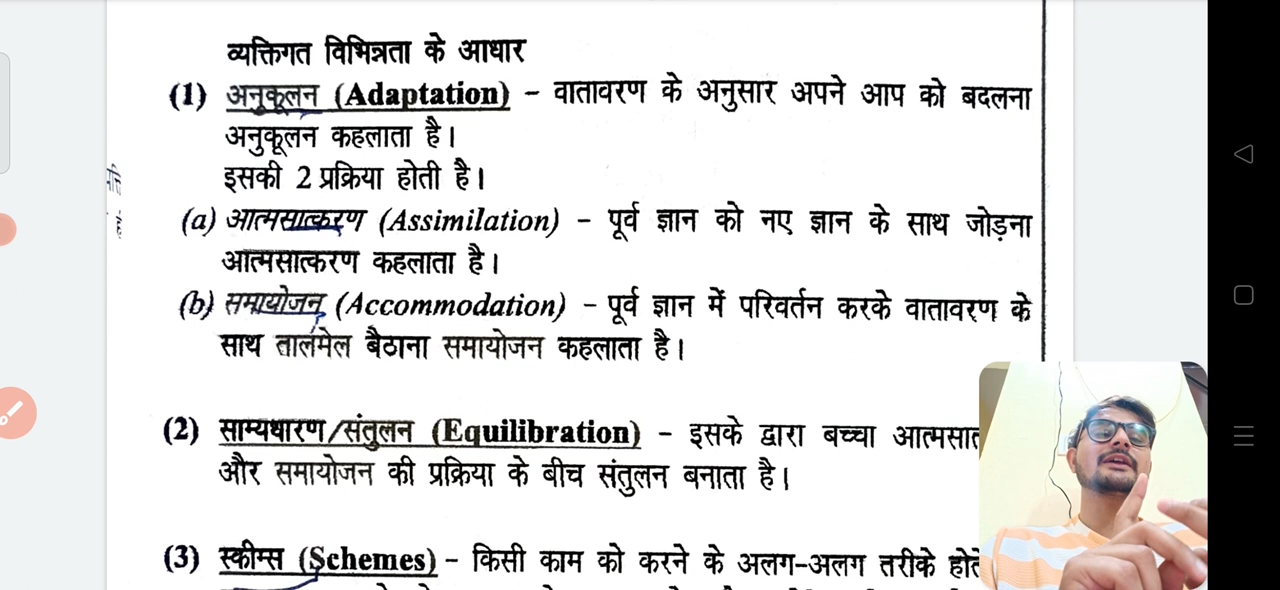 व्यक्तिगत विभिन्नता के आधार
(1) अनुकूलन (Adaptation) – वातावरण के अनुसार अपने आप को बदलना
अनुकूलन कहलाता है।
इसकी 2 प्रक्रिया होती है।
(a) आत्मसात्करण (Assimilation) – पूर्व ज्ञान को नए ज्ञान के साथ जोड़ना
आत्मसात्करण कहलाता है।
(b) समायोजन (Accommodation) – पूर्व ज्ञान में परिवर्तन करके वातावरण के
साथ तालमेल बैठाना समायोजन कहलाता है।
(2) साम्यधारण/संतुलन (Equilibration) – इसके द्वारा बच्चा
और समायोजन की प्रक्रिया के बीच संतुलन बनाता है।
(3) स्कीम्स (Schemes) – किसी काम को करने के अलग-अलग तरीके